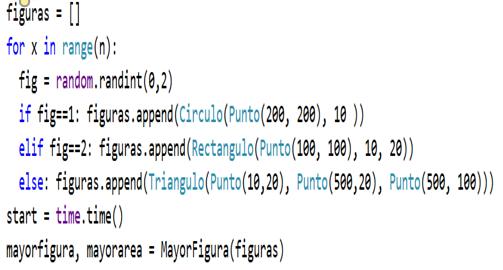 figuras = []
for x in range(n):
fig = random.randint(0,2)
if fig==1: figuras.append(Circulo(Punto(200, 200), 10 ))
elif fig==2: figuras.append(Rectangulo(Punto(100, 100), 10, 20))
else: figuras.append(Triangulo(Punto(10,20), Punto(500,20), Punto(500, 100)))
start = time.time()
mayorfigura, mayorarea = MayorFigura(figuras)